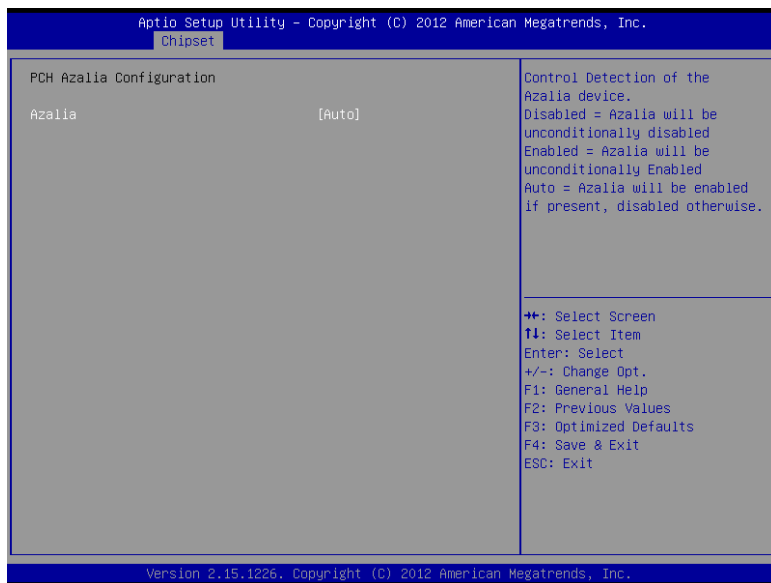 Aptio Setup Utility – Copyright (C) 2012 American Megatrends, Inc.
Chipset
PCH Azalia Configuration
Azalia [Auto]
Control Detection of the
Azalia device.
Disabled = Azalia will be
unconditionally disabled
Enabled = Azalia will be
unconditionally Enabled
Auto = Azalia will be enabled
if present, disabled otherwise.
→←: Select Screen
↑↓: Select Item
Enter: Select
+/-: Change Opt.
F1: General Help
F2: Previous Values
F3: Optimized Defaults
F4: Save & Exit
ESC: Exit
Version 2.15.1226. Copyright (C) 2012 American Megatrends, Inc.